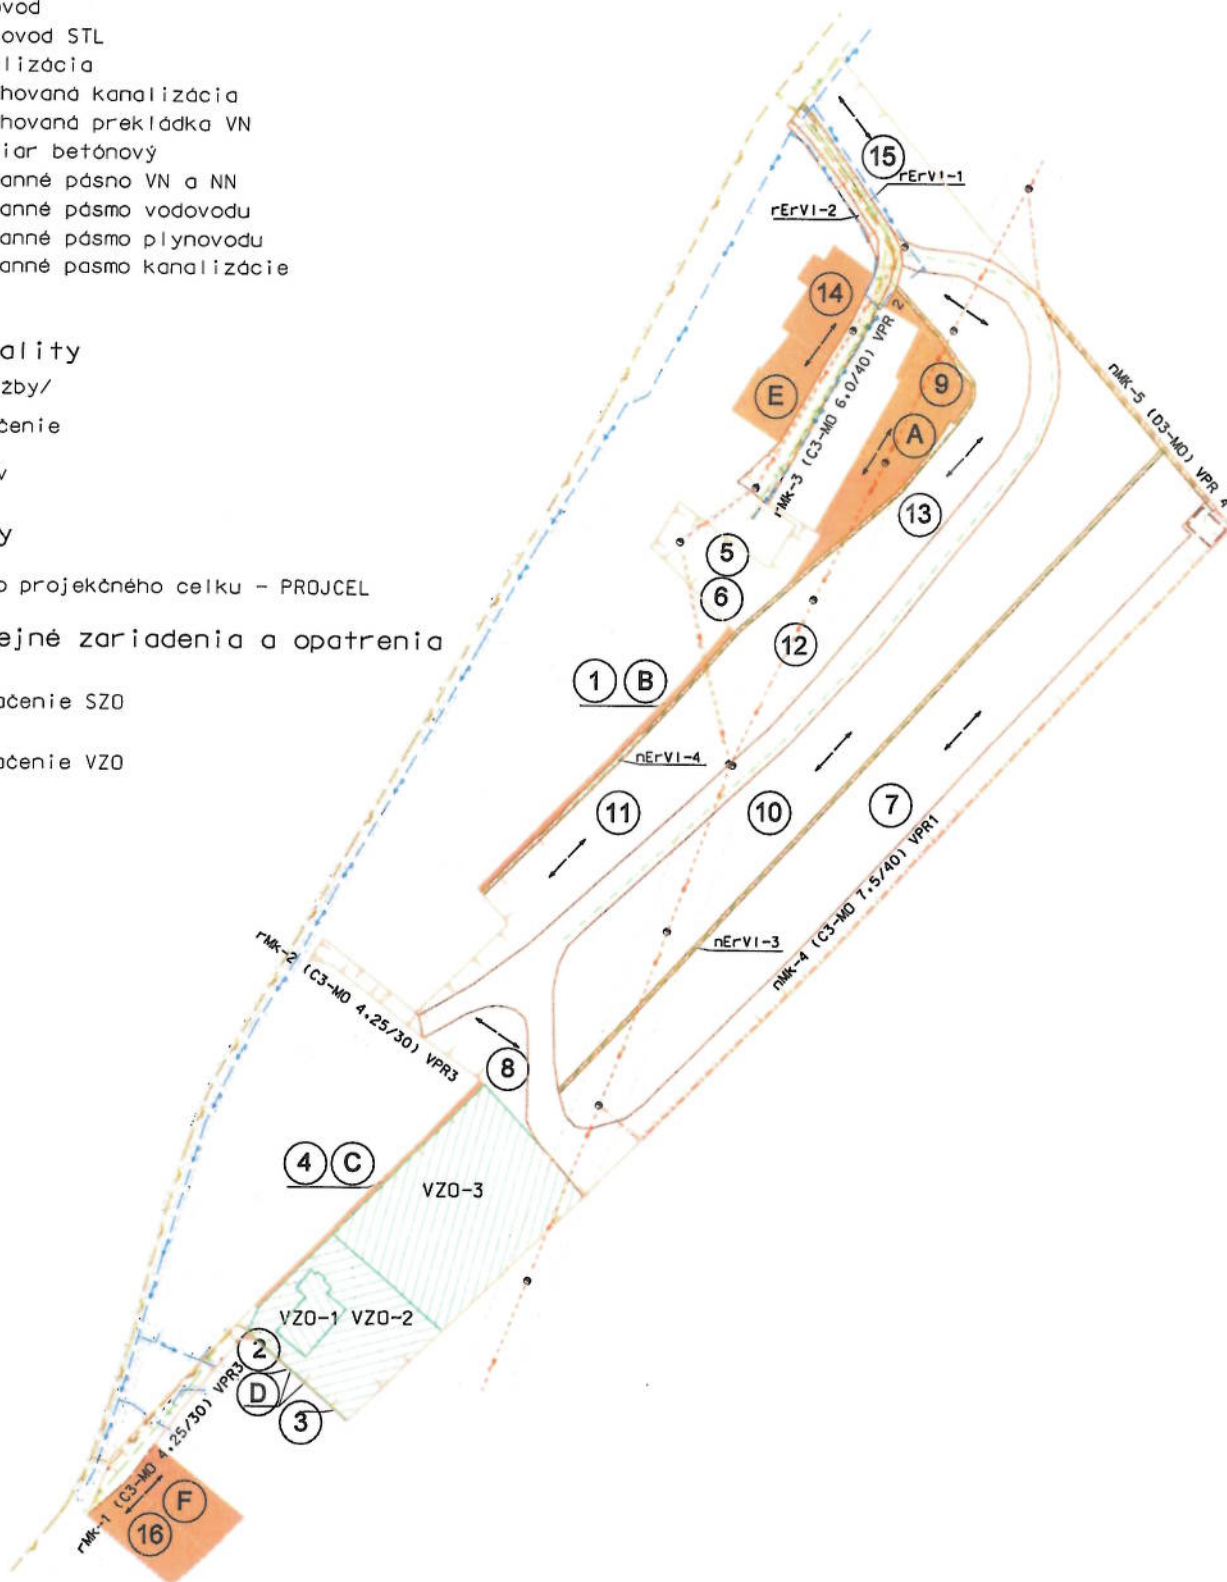 ovod
ovod STL
lizácia
hovaná kanalizácia
hovaná prekládka VN
iar betónový
anné pásno VN a NN
anné pásmo vodovodu
anné pásmo plynovodu
anné pasmo kanalizácie
ality
žby/
čenie
v
y
o projekčného celku - PROJCEL
ejné zariadenia a opatrenia
ačenie SZO
ačenie VZO
15
rErVI-1
rErVI-2
14
E
rMK-3 (C3-MO 6,0/40) VPR 2
9
A
nMK-5 (D3-MO) VPR 4
13
5
6
12
1 B
nErVI-4
11
10
7
nErVI-3
nMK-4 (C3-MO 7,5/40) VPR1
rMK-2 (C3-MO 4,25/30) VPR3
8
4 C
VZO-3
VZO-1 VZO-2
2
D
3
rMK-1 (C3-MO 4,25/30) VPR3
F
16